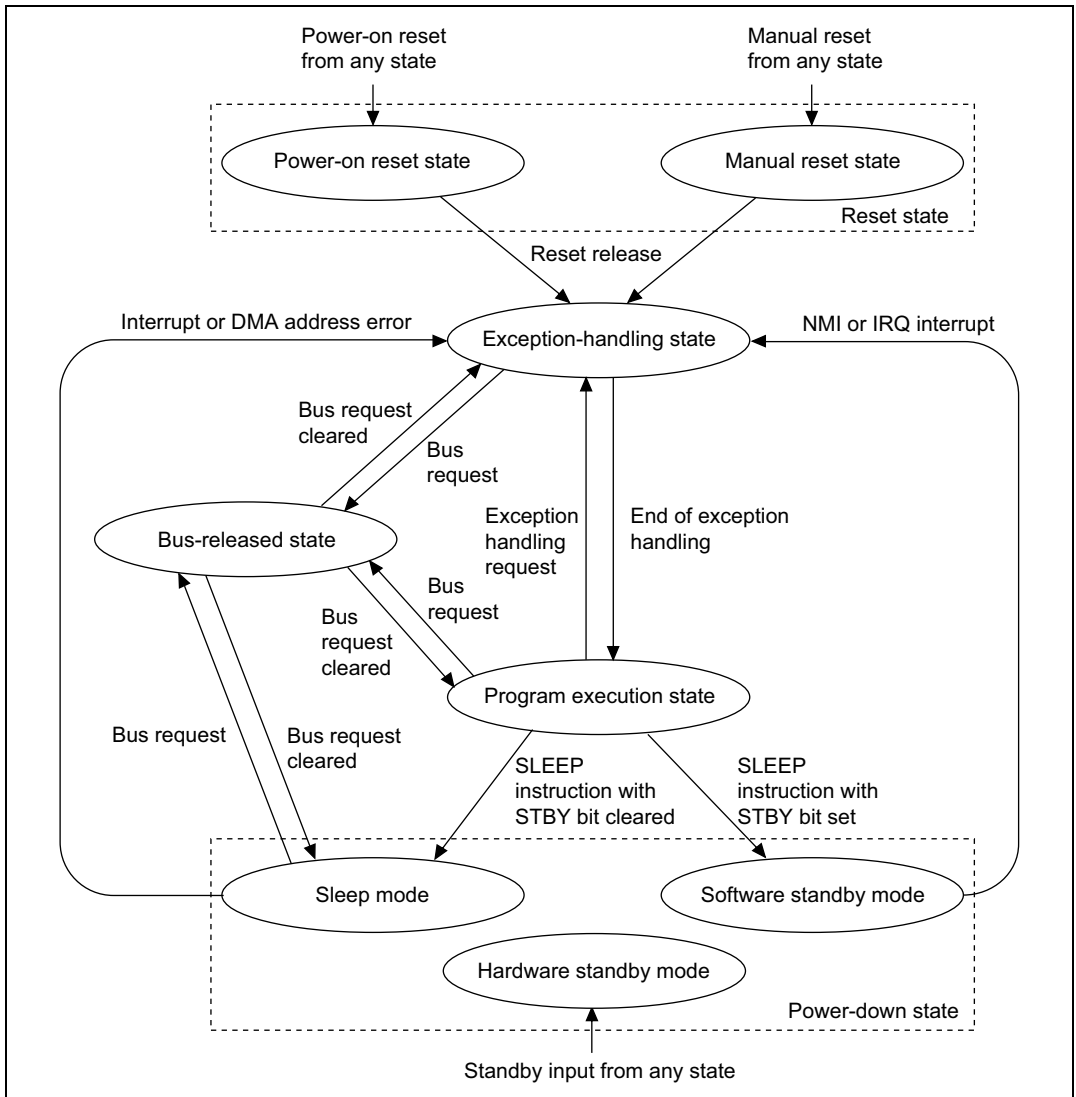 Power-on reset
from any state
Manual reset
from any state
Power-on reset state
Manual reset state
Reset state
Reset release
Interrupt or DMA address error
NMI or IRQ interrupt
Exception-handling state
Bus request
cleared
Bus
request
Bus-released state
Exception
handling
request
End of exception
handling
Bus
request
Bus
request
cleared
Program execution state
Bus request
Bus request
cleared
SLEEP
instruction with
STBY bit cleared
SLEEP
instruction with
STBY bit set
Sleep mode
Software standby mode
Hardware standby mode
Power-down state
Standby input from any state